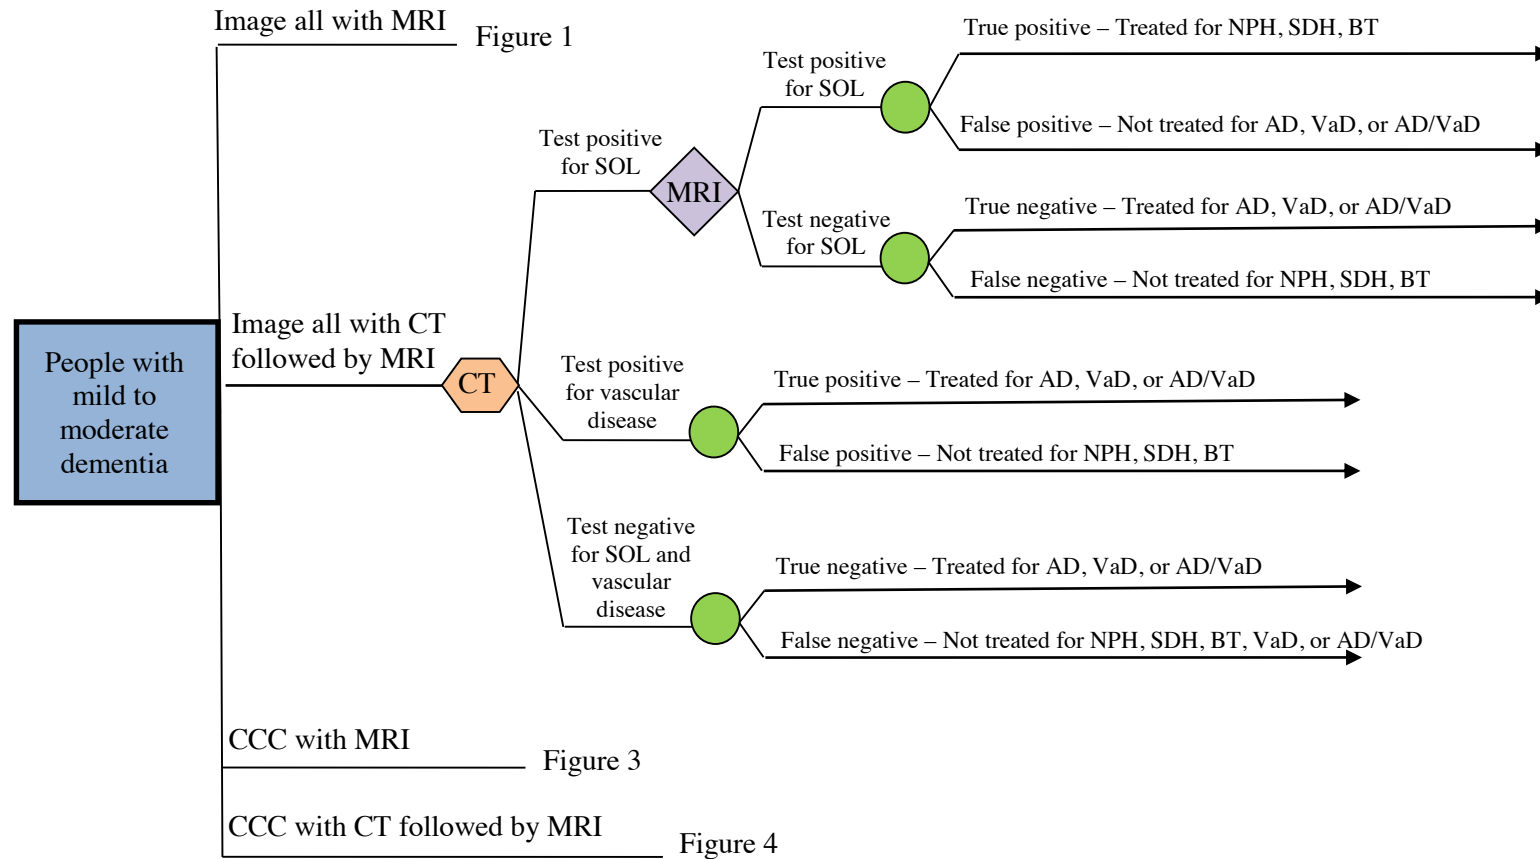 Image all with MRI
Figure 1
True positive – Treated for NPH, SDH, BT
Test positive
for SOL
False positive – Not treated for AD, VaD, or AD/VaD
Test positive
for SOL
MRI
True negative – Treated for AD, VaD, or AD/VaD
Test negative
for SOL
False negative – Not treated for NPH, SDH, BT
People with
mild to
moderate
dementia
Image all with CT
followed by MRI
CT
Test positive
for vascular
disease
True positive – Treated for AD, VaD, or AD/VaD
False positive – Not treated for NPH, SDH, BT
Test negative
for SOL and
vascular
disease
True negative – Treated for AD, VaD, or AD/VaD
False negative – Not treated for NPH, SDH, BT, VaD, or AD/VaD
CCC with MRI
Figure 3
CCC with CT followed by MRI
Figure 4